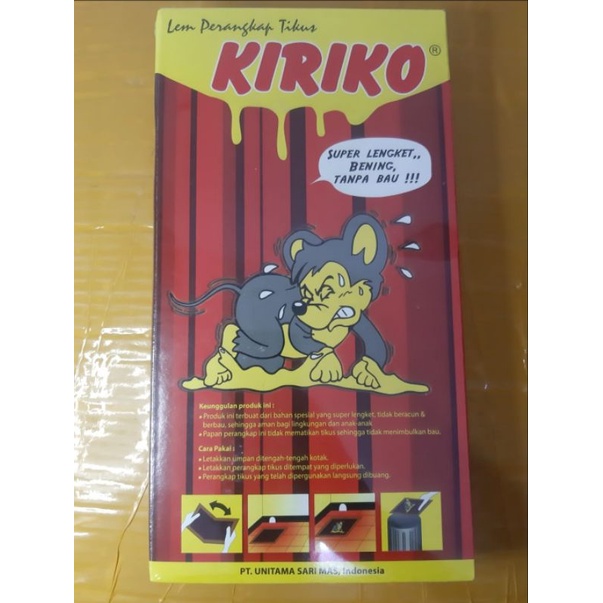 Lem Perangkap Tikus
KIRIKO®
SUPER LENGKET,,
BENING,
TANPA BAU !!!
Keunggulan produk ini :
• Produk ini terbuat dari bahan spesial yang super lengket, tidak beracun &
berbau, sehingga aman bagi lingkungan dan anak-anak
• Papan perangkap ini tidak mematikan tikus sehingga tidak menimbulkan bau.
Cara Pakai :
• Letakkan umpan ditengah-tengah kotak.
• Letakkan perangkap tikus ditempat yang diperlukan.
• Perangkap tikus yang telah dipergunakan langsung dibuang.
PT. UNITAMA SARI MAS, Indonesia